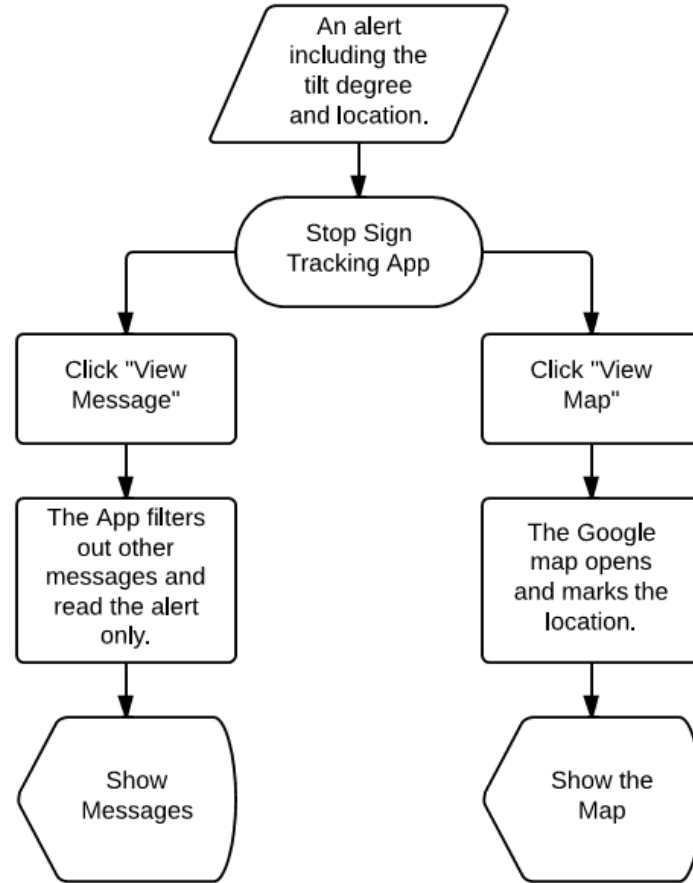 An alert
including the
tilt degree
and location.
Stop Sign
Tracking App
Click "View
Message"
Click "View
Map"
The App filters
out other
messages and
read the alert
only.
The Google
map opens
and marks the
location.
Show
Messages
Show the
Map